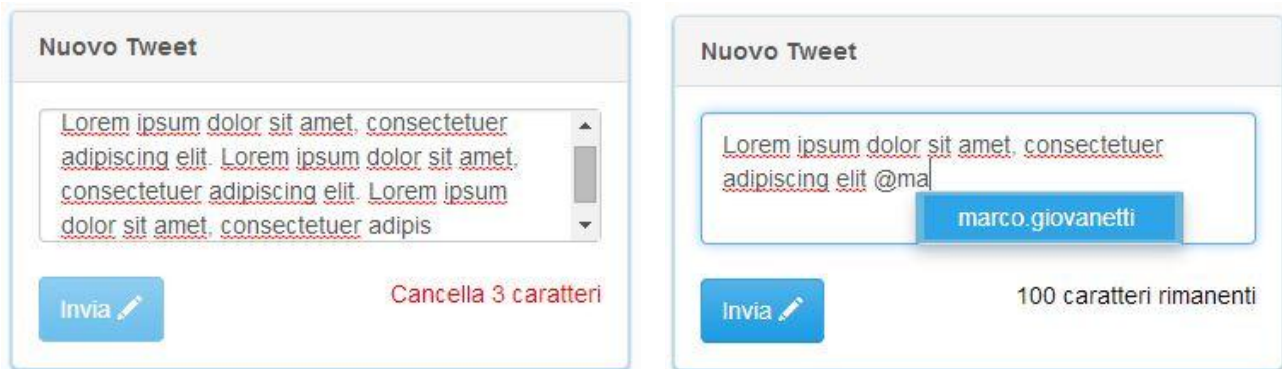 Nuovo Tweet
Lorem ipsum dolor sit amet, consectetuer
adipiscing elit. Lorem ipsum dolor sit amet,
consectetuer adipiscing elit. Lorem ipsum
dolor sit amet, consectetuer adipis
Invia
Cancella 3 caratteri
Nuovo Tweet
Lorem ipsum dolor sit amet, consectetuer
adipiscing elit @ma
marco.giovanetti
Invia
100 caratteri rimanenti